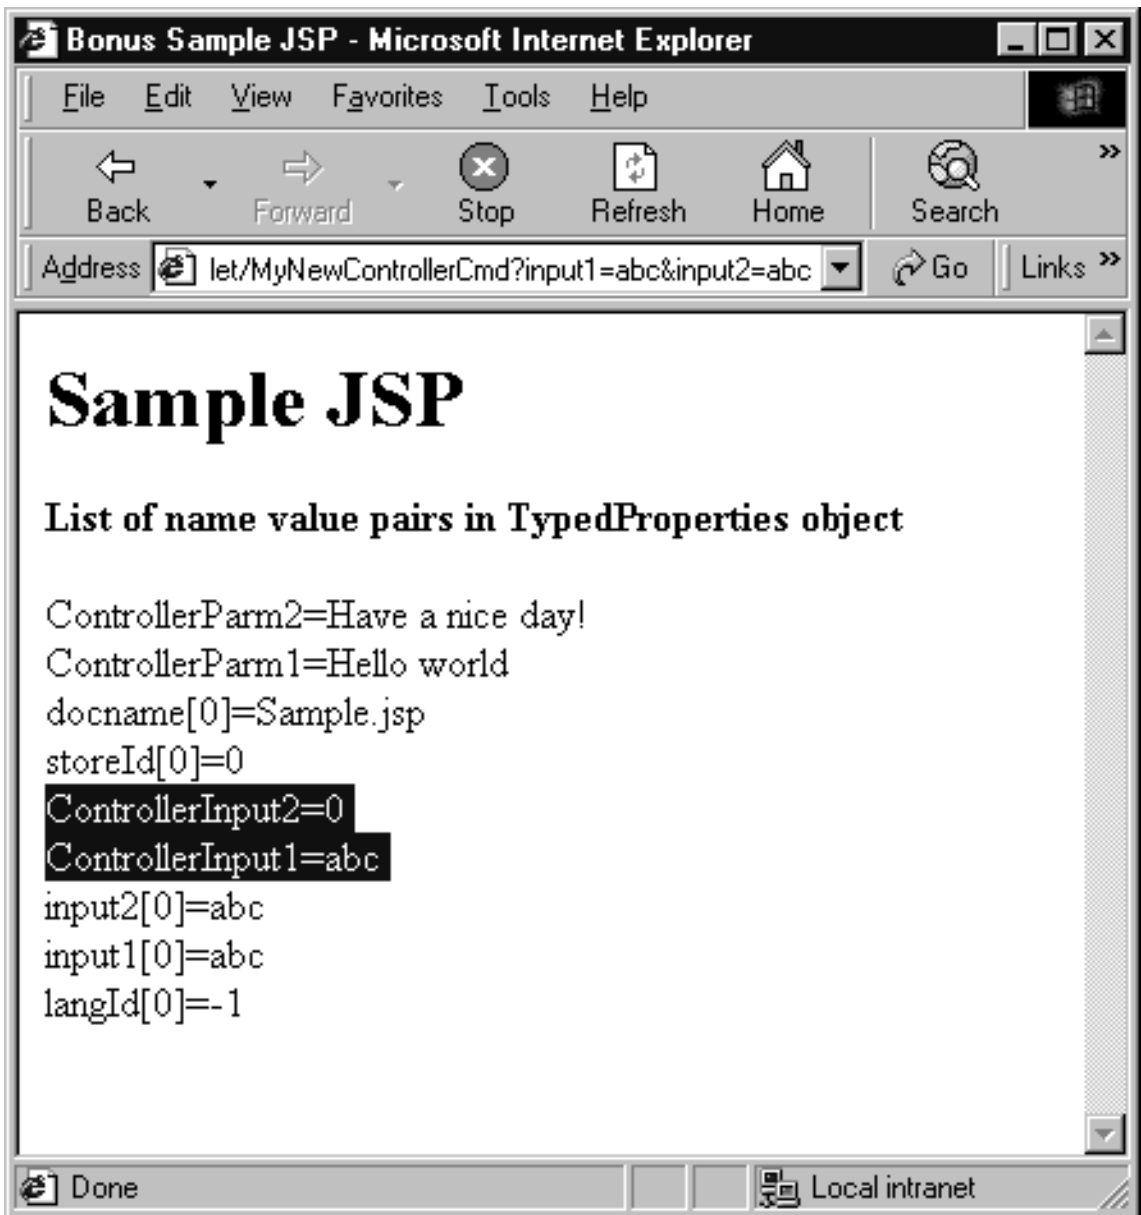 Bonus Sample JSP - Microsoft Internet Explorer
File Edit View Favorites Tools Help
Back Forward Stop Refresh Home Search
Address let/MyNewControllerCmd?input1=abc&input2=abc Go Links
Sample JSP
List of name value pairs in TypedProperties object
ControllerParm2=Have a nice day!
ControllerParm1=Hello world
docname[0]=Sample.jsp
storeId[0]=0
ControllerInput2=0
ControllerInput1=abc
input2[0]=abc
input1[0]=abc
langId[0]=-1
Done Local intranet